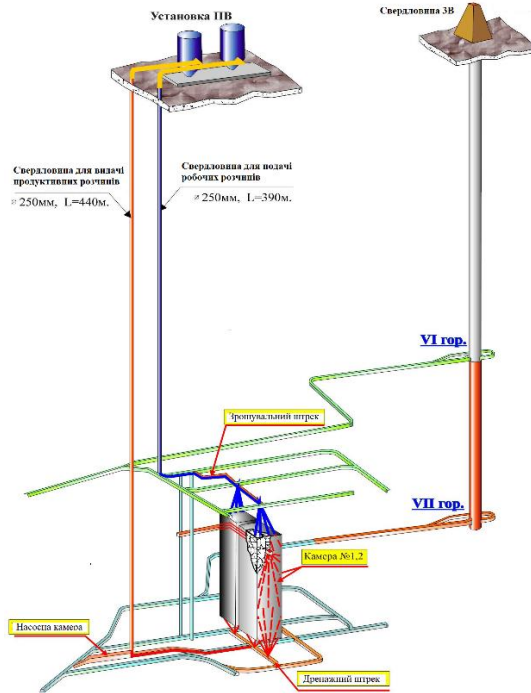 Установка ПВ
Свердловина ЗВ
Свердловина для видачі
продуктивних розчинів
⌀ 250мм, L=440м.
Свердловина для подачі
робочих розчинів
⌀ 250мм, L=390м.
VI гор.
Зрошувальний штрек
VII гор.
Камера №1,2
Насосна камера
Дренажний штрек